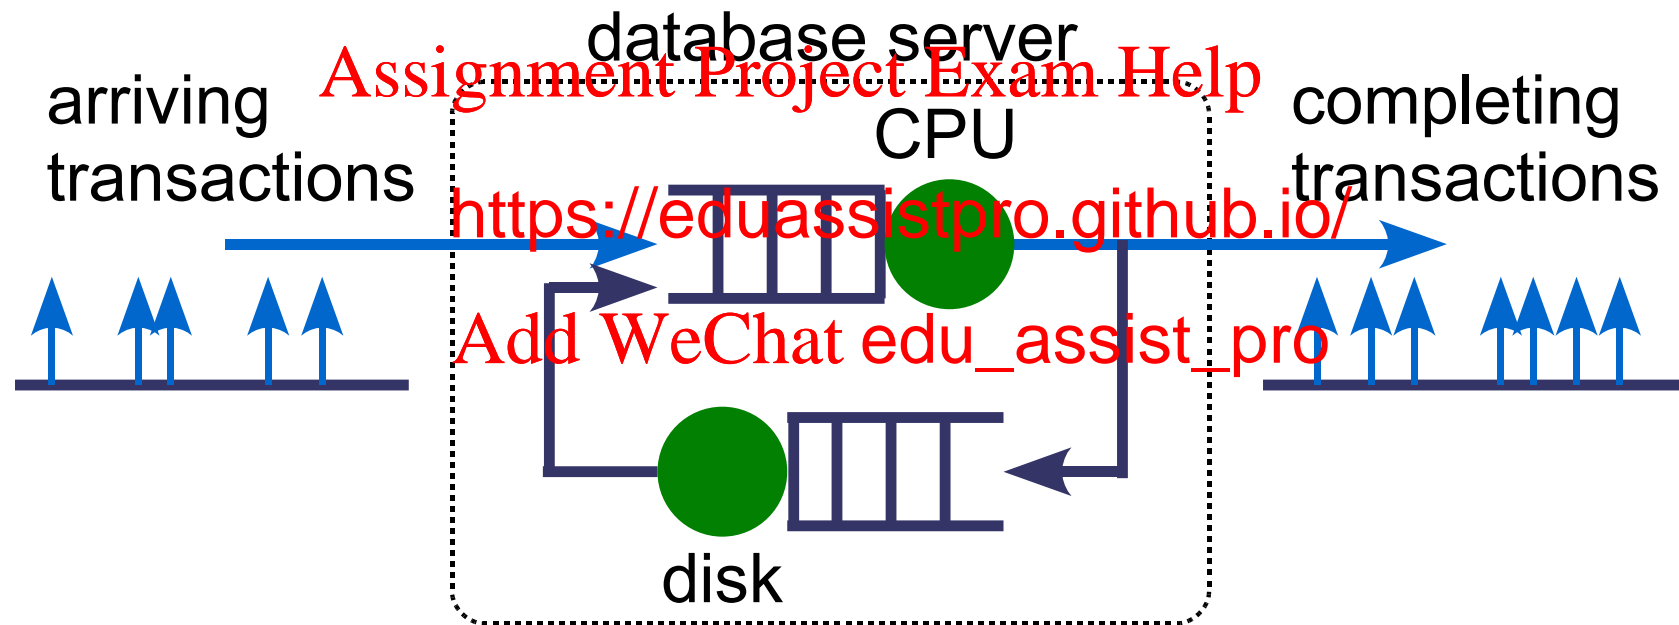 database server
Assignment Project Exam Help
arriving
transactions
completing
transactions
CPU
https://eduassistpro.github.io/
Add WeChat edu_assist_pro
disk